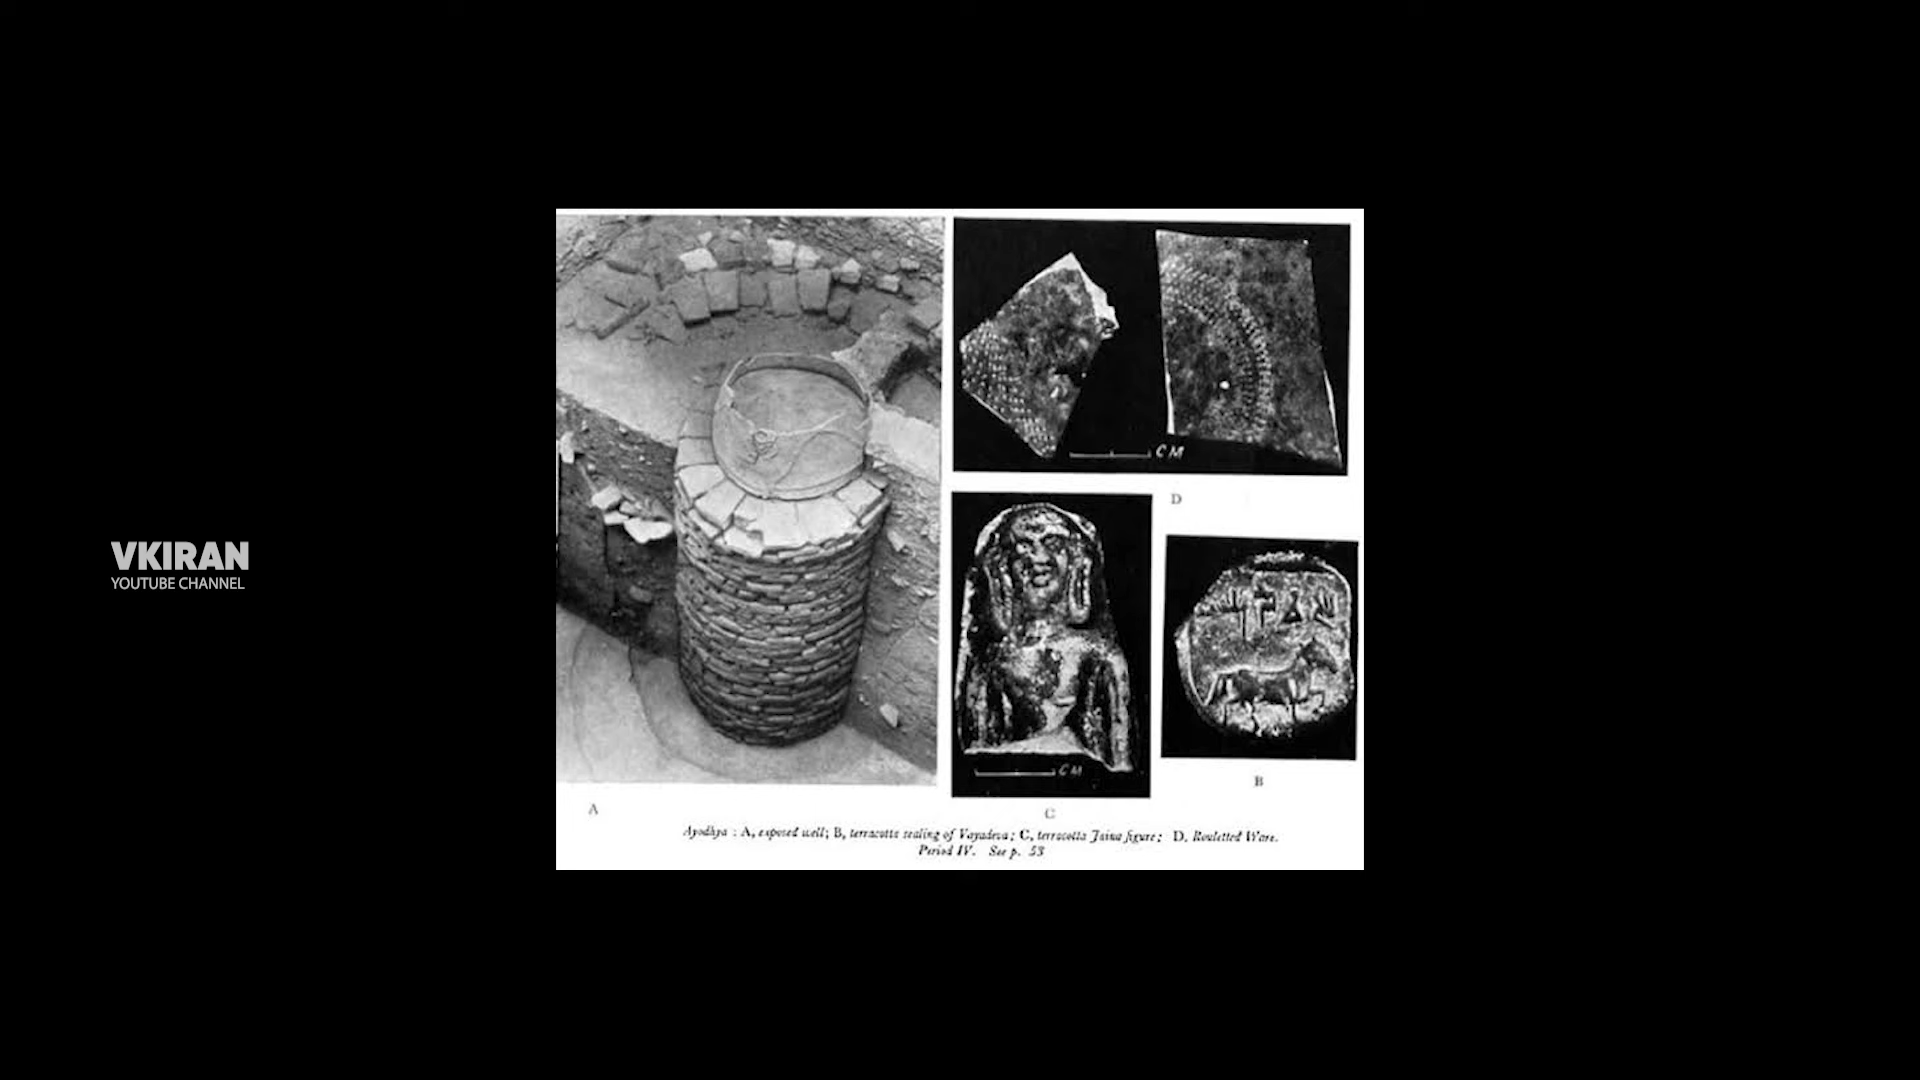 VKIRAN
YOUTUBE CHANNEL
CM
D
CM
B
A
C
Ayodhya : A, exposed well; B, terracotta sealing of Vayadeva; C, terracotta Jaina figure; D. Rouletted Ware.
Period IV. See p. 53